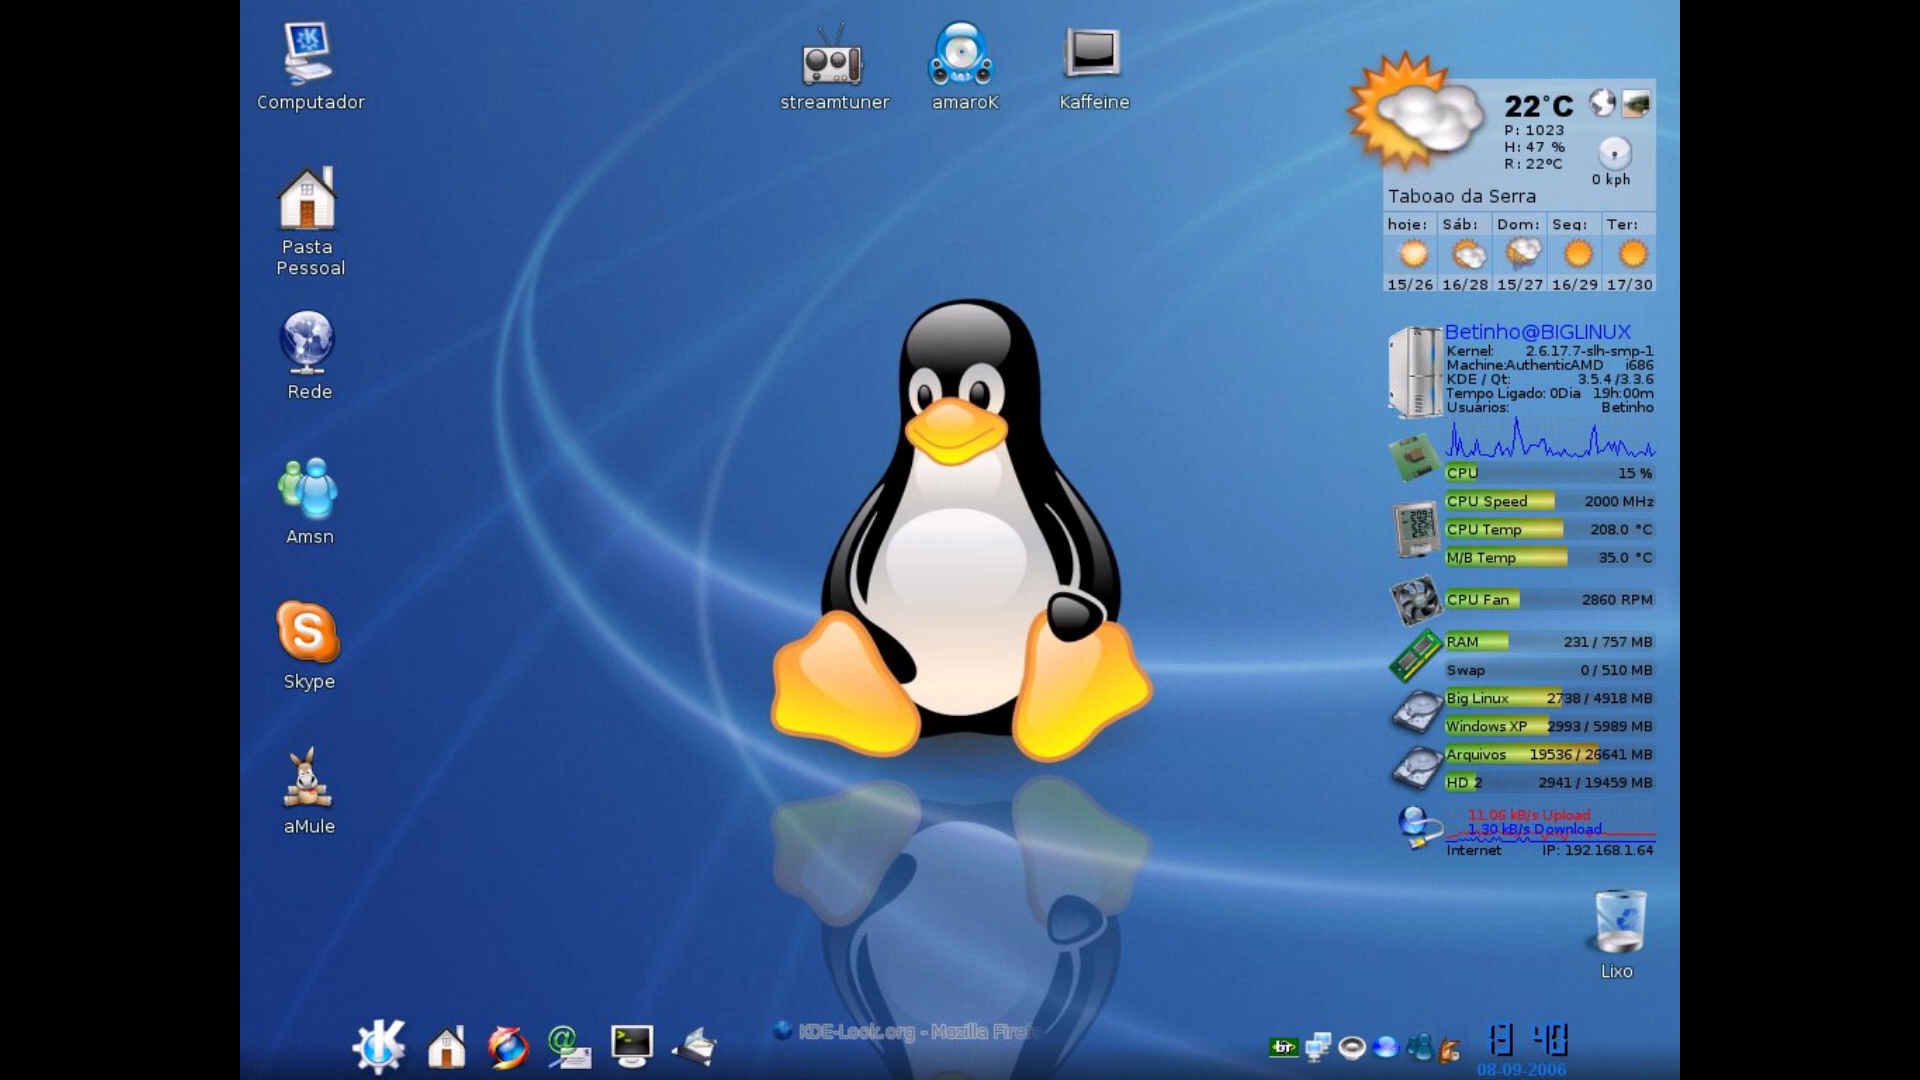 Computador
Pasta
Pessoal
Rede
Amsn
Skype
aMule
streamtuner
amaroK
Kaffeine
22°C
P: 1023
H: 47 %
R: 22ºC
0 kph
Taboao da Serra
hoje: Sáb: Dom: Seg: Ter:
15/26 16/28 15/27 16/29 17/30
Betinho@BIGLINUX
Kernel: 2.6.17.7-slh-smp-1
Machine:AuthenticAMD i686
KDE / Qt: 3.5.4 /3.3.6
Tempo Ligado: 0Dia 19h:00m
Usuarios: Betinho
CPU 15 %
CPU Speed 2000 MHz
CPU Temp 208.0 °C
M/B Temp 35.0 °C
CPU Fan 2860 RPM
RAM 231 / 757 MB
Swap 0 / 510 MB
Big Linux 2738 / 4918 MB
Windows XP 2993 / 5989 MB
Arquivos 19536 / 26641 MB
HD 2 2941 / 19459 MB
11.06 kB/s Upload
1.30 kB/s Download
Internet IP: 192.168.1.64
Lixo
KDE-Look.org - Mozilla Firef
br
08-09-2006